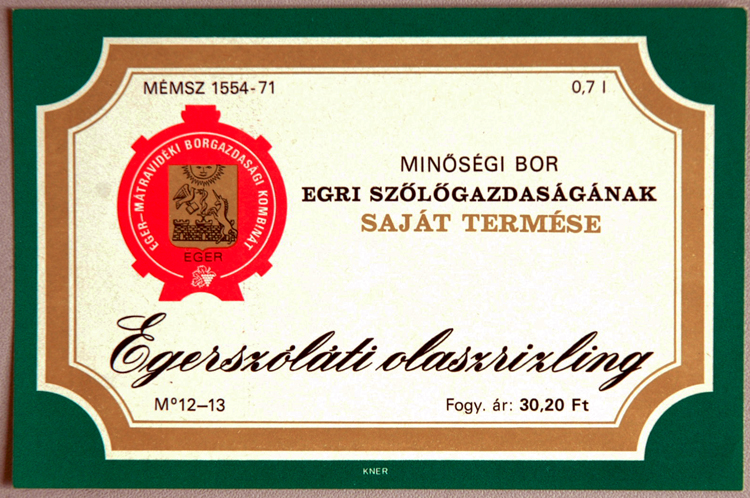 MÉMSZ 1554-71
0,7 l
EGER–MÁTRAVIDÉKI BORGAZDASÁGI KOMBINÁT
EGER
MINŐSÉGI BOR
EGRI SZŐLŐGAZDASÁGÁNAK
SAJÁT TERMÉSE
Egerszóláti olaszrizling
M°12–13
Fogy. ár: 30,20 Ft
KNER